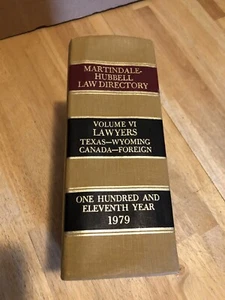 MARTINDALE-
HUBBELL
LAW DIRECTORY
VOLUME VI
LAWYERS
TEXAS—WYOMING
CANADA—FOREIGN
ONE HUNDRED AND
ELEVENTH YEAR
1979